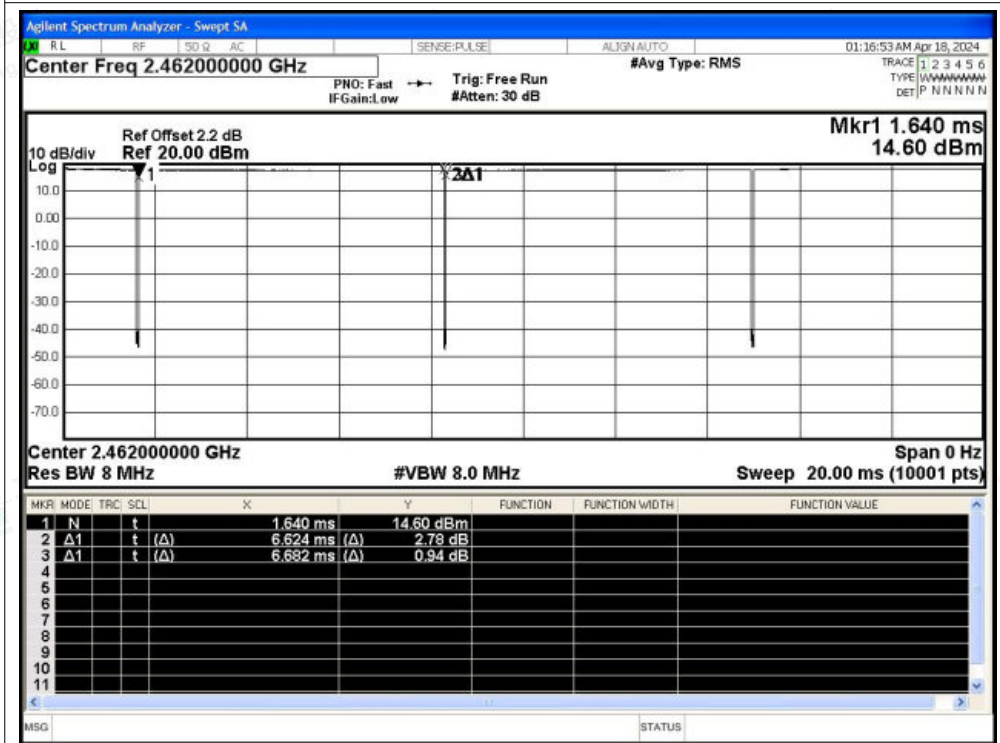 Agilent Spectrum Analyzer - Swept SA
LXI RL RF 50 Ω AC SENSE:PULSE ALIGN AUTO 01:16:53 AM Apr 18, 2024
Center Freq 2.462000000 GHz #Avg Type: RMS TRACE 1 2 3 4 5 6
PNO: Fast Trig: Free Run TYPE WWWWWW
IFGain:Low #Atten: 30 dB DET P N N N N N
Mkr1 1.640 ms
Ref Offset 2.2 dB
10 dB/div Ref 20.00 dBm 14.60 dBm
Log
1 2 3Δ1
10.0
0.00
-10.0
-20.0
-30.0
-40.0
-50.0
-60.0
-70.0
Center 2.462000000 GHz Span 0 Hz
Res BW 8 MHz #VBW 8.0 MHz Sweep 20.00 ms (10001 pts)
MKR MODE TRC SCL X Y FUNCTION FUNCTION WIDTH FUNCTION VALUE
1 N t 1.640 ms 14.60 dBm
2 Δ1 t (Δ) 6.624 ms (Δ) 2.78 dB
3 Δ1 t (Δ) 6.682 ms (Δ) 0.94 dB
4
5
6
7
8
9
10
11
MSG STATUS